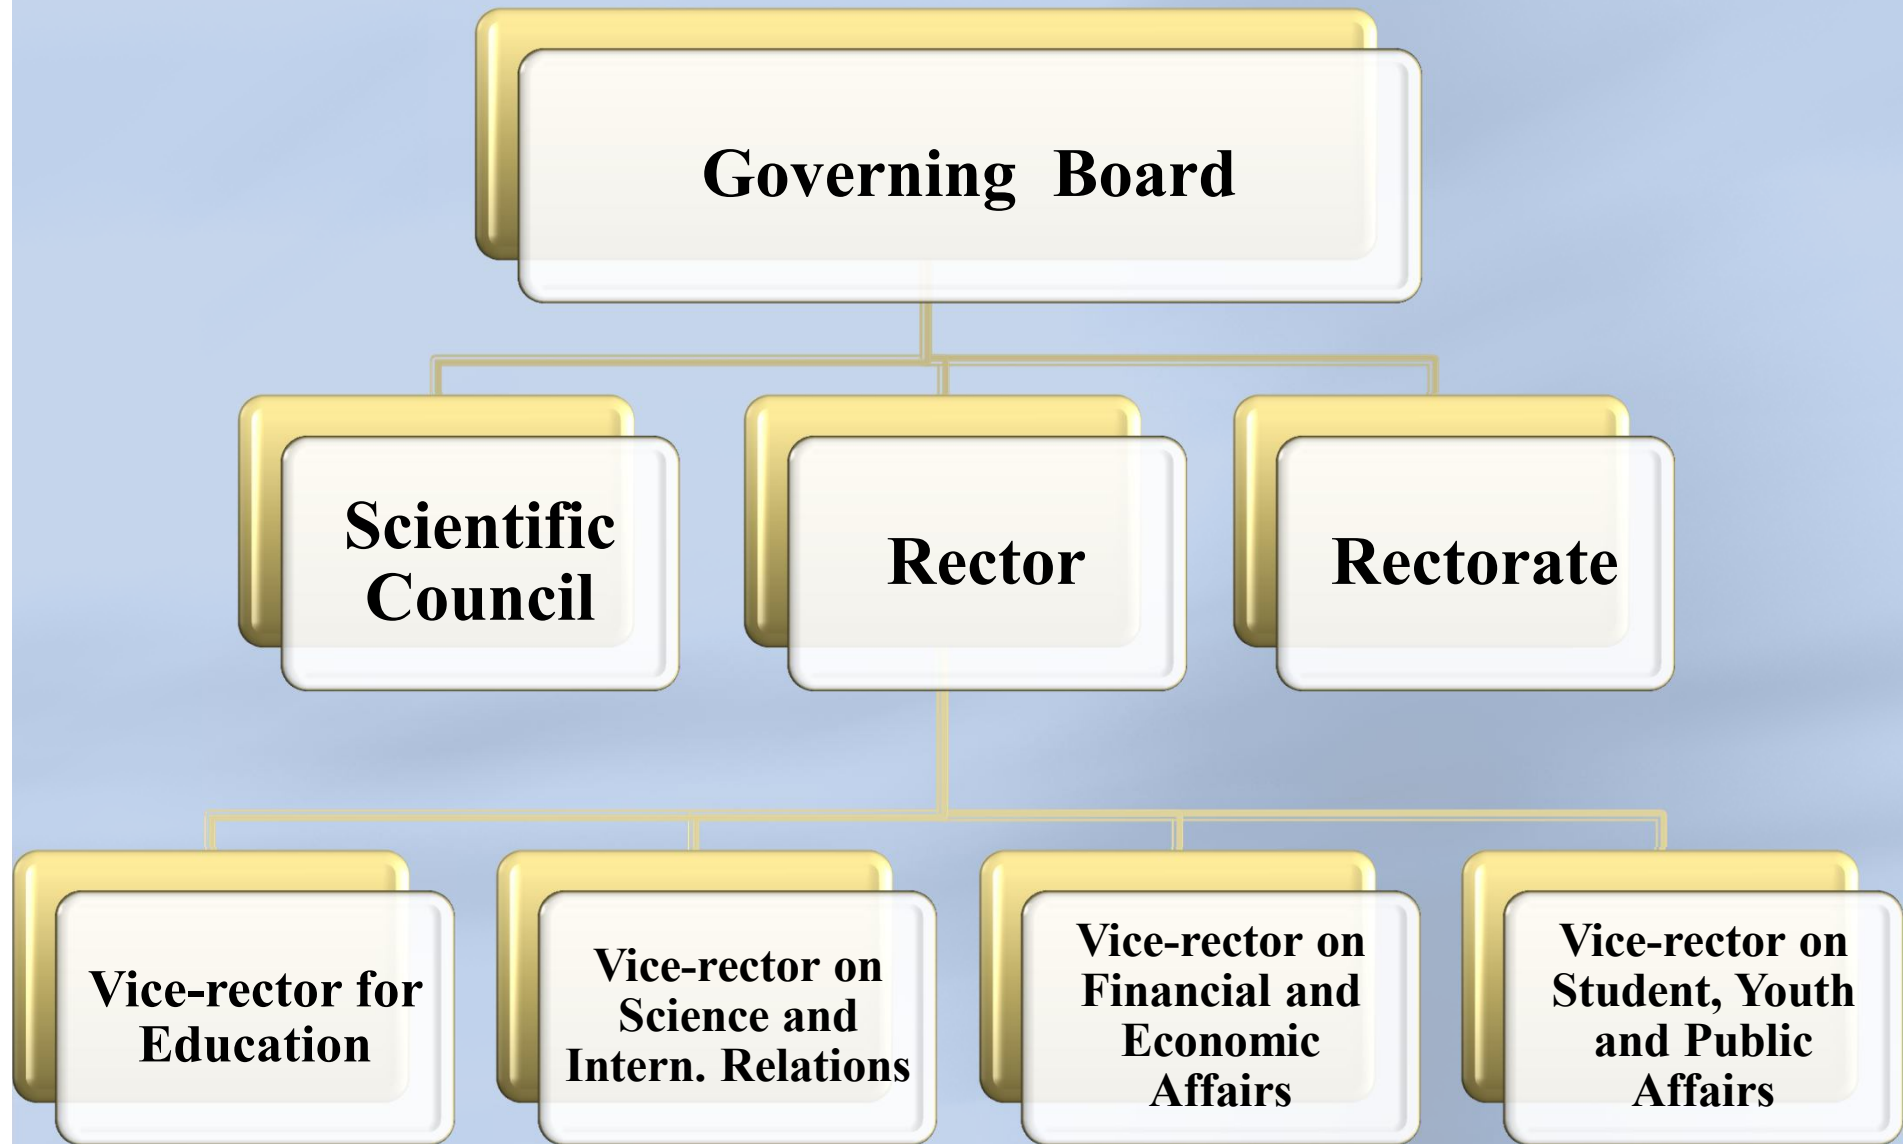 Governing Board
Scientific
Council
Rector
Rectorate
Vice-rector for
Education
Vice-rector on
Science and
Intern. Relations
Vice-rector on
Financial and
Economic
Affairs
Vice-rector on
Student, Youth
and Public
Affairs